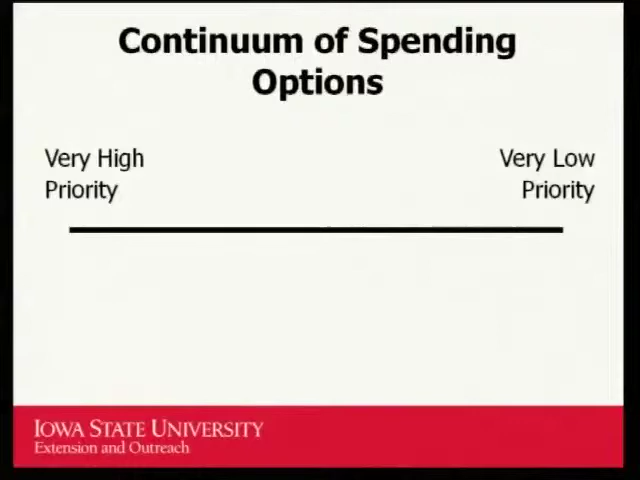 Continuum of Spending
Options
Very High
Priority
Very Low
Priority
IOWA STATE UNIVERSITY
Extension and Outreach